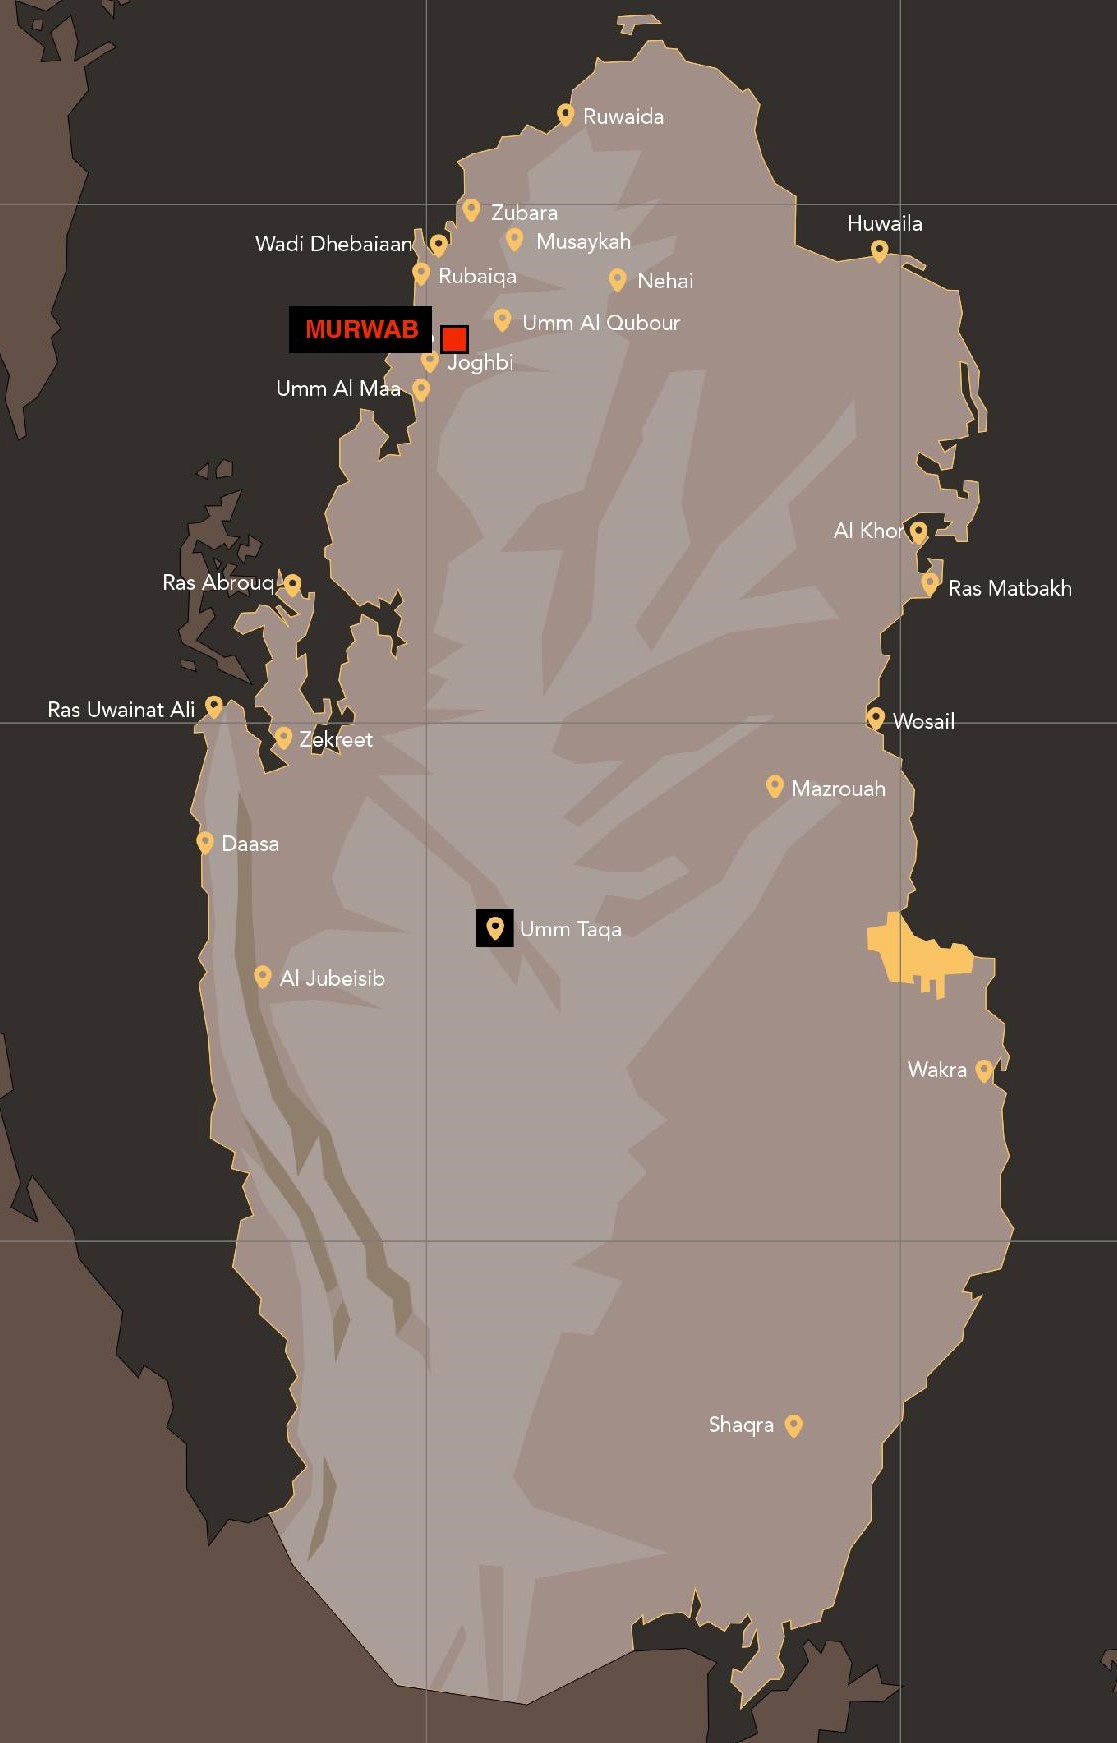 Ruwaida
Zubara
Huwaila
Wadi Dhebaiaan
Musaykah
Rubaiqa
Nehai
Umm Al Qubour
MURWAB
Joghbi
Umm Al Maa
Al Khor
Ras Abrouq
Ras Matbakh
Ras Uwainat Ali
Wosail
Zekreet
Mazrouah
Daasa
Umm Taqa
Al Jubeisib
Wakra
Shaqra